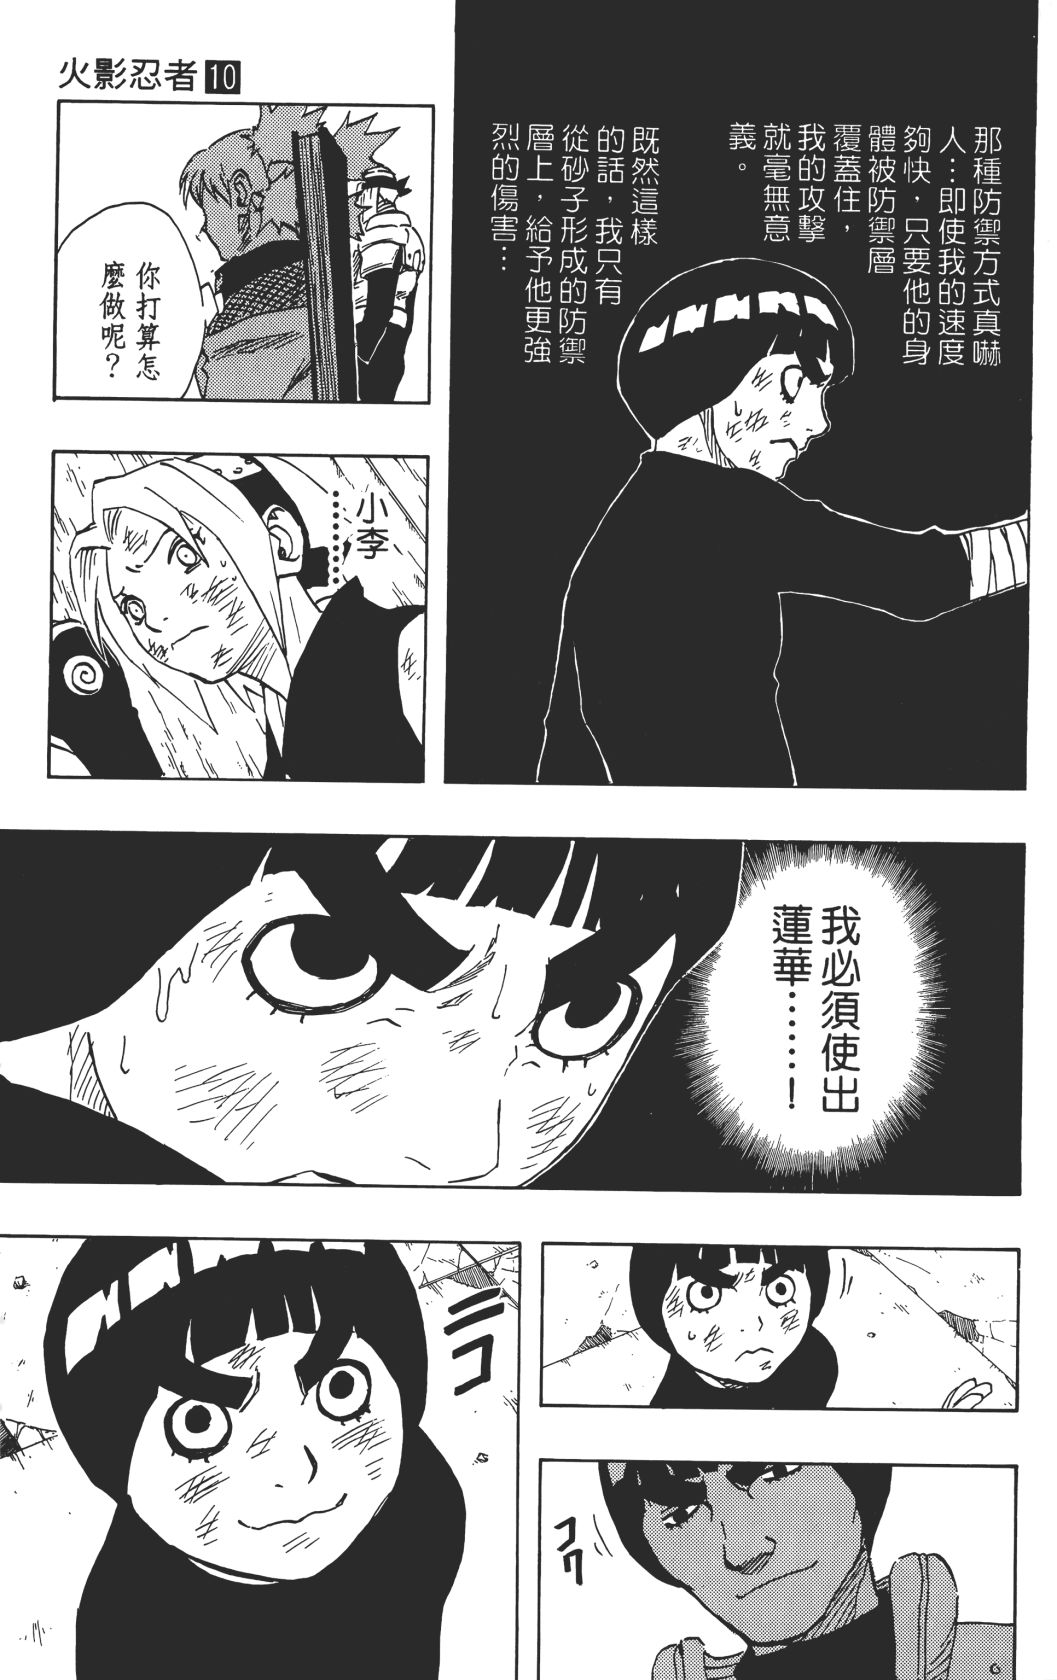 火影忍者10
那種防禦方式真嚇
人…即使我的速度
夠快，只要他的身
體被防禦層
覆蓋住，
我的攻擊
就毫無意
義。
既然這樣
的話，我只有
從砂子形成的防禦
層上，給予他更強
烈的傷害…
你打算怎
麼做呢？
小李
………
我必須使出
蓮華……！
ニコ
コク